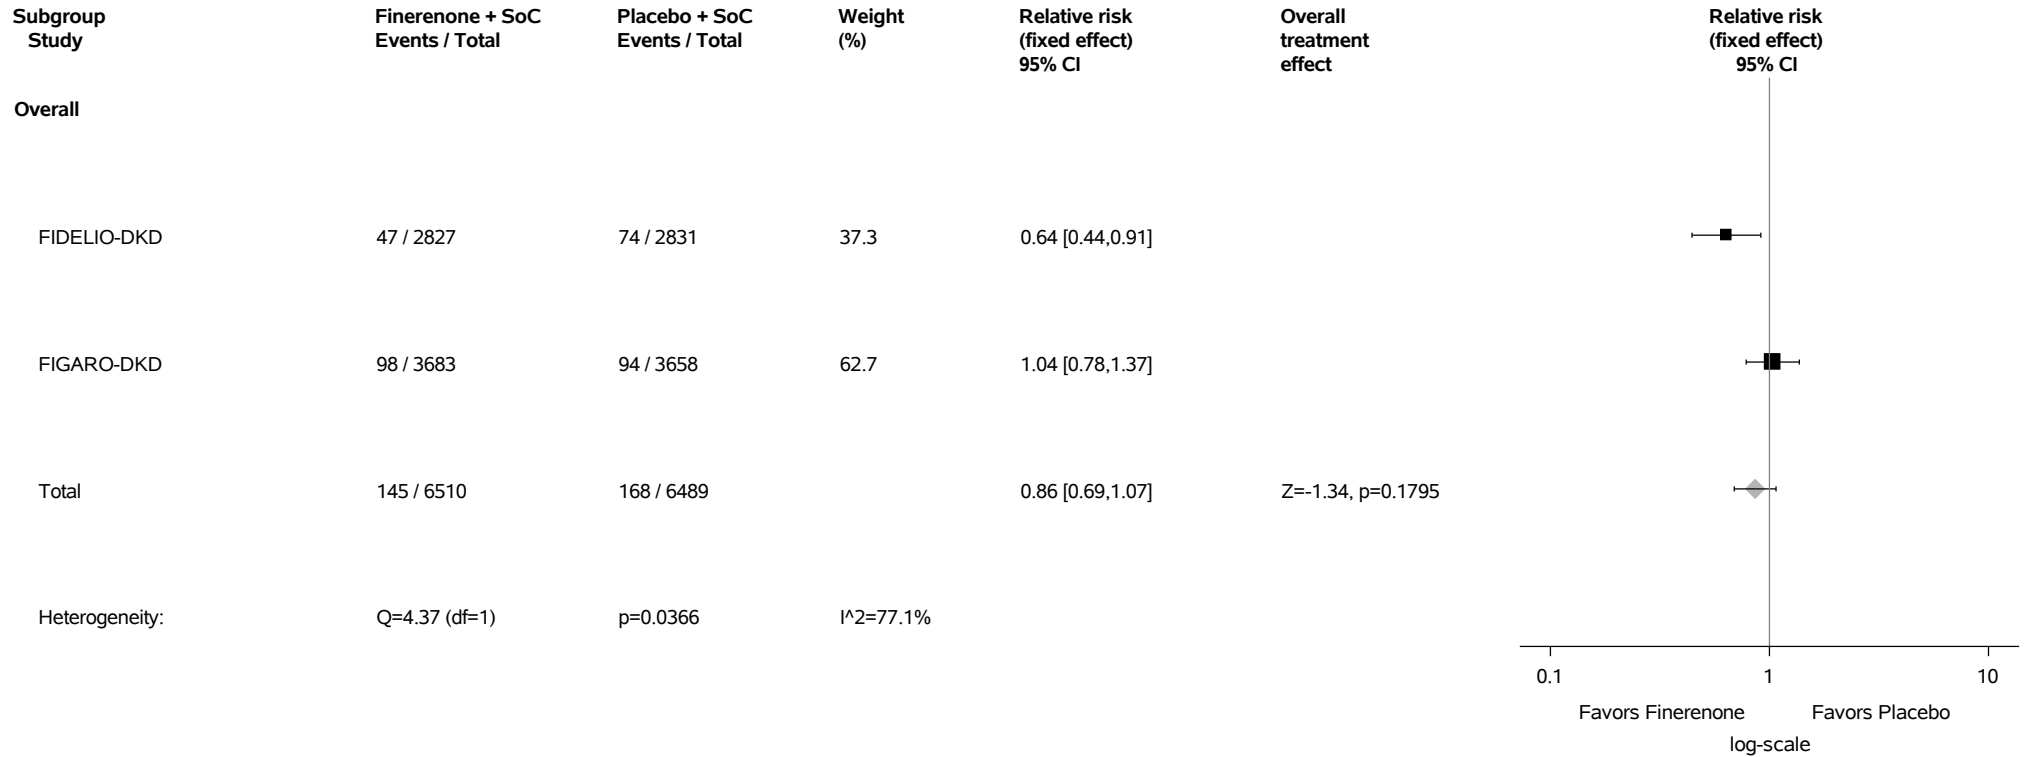 Subgroup Finerenone + SoC Placebo + SoC Weight Relative risk Overall Relative risk
Study Events / Total Events / Total (%) (fixed effect) treatment (fixed effect)
95% CI effect 95% CI
Overall
FIDELIO-DKD 47 / 2827 74 / 2831 37.3 0.64 [0.44,0.91]
FIGARO-DKD 98 / 3683 94 / 3658 62.7 1.04 [0.78,1.37]
Total 145 / 6510 168 / 6489 0.86 [0.69,1.07] Z=-1.34, p=0.1795
Heterogeneity: Q=4.37 (df=1) p=0.0366 I^2=77.1%
0.1 1 10
Favors Finerenone Favors Placebo
log-scale